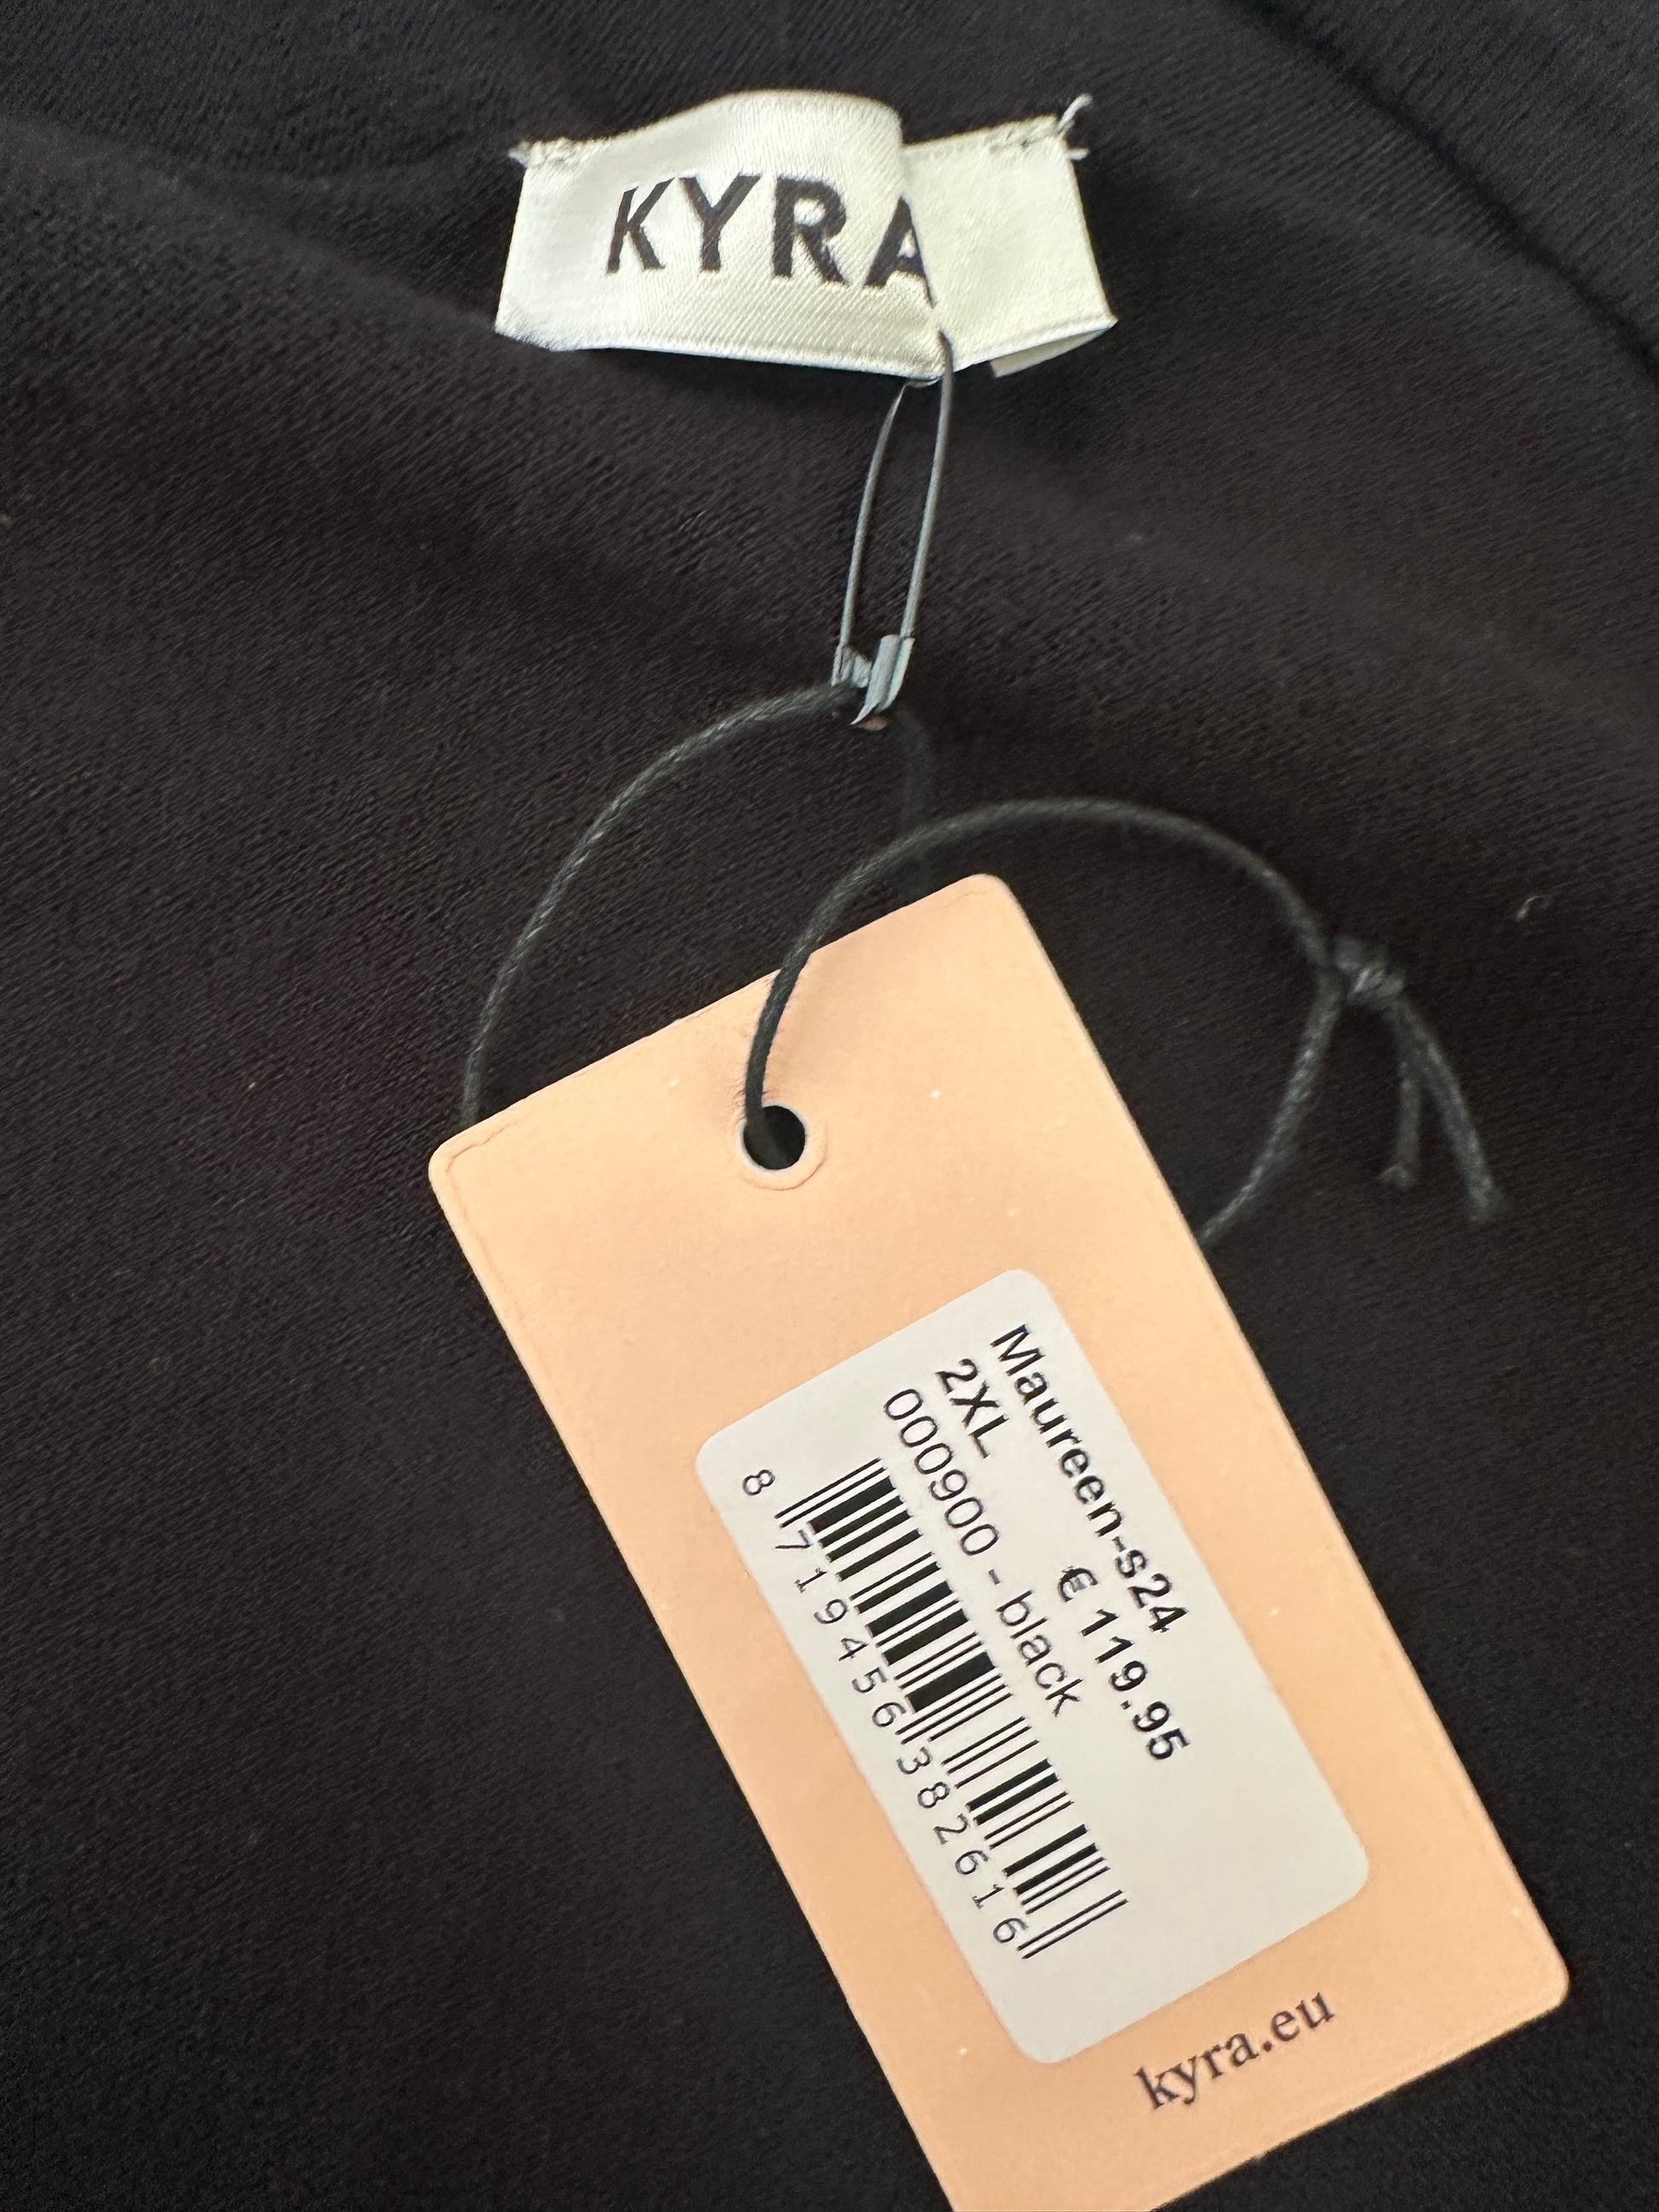 KYRA
Maureen-s24
2XL € 119.95
000900 - black
8 719456 382616
kyra.eu